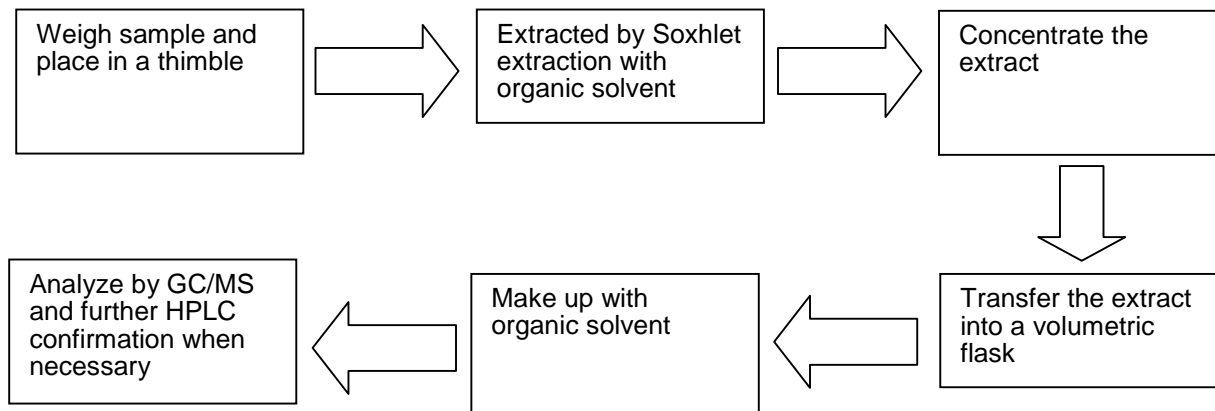 Weigh sample and
place in a thimble
Extracted by Soxhlet
extraction with
organic solvent
Concentrate the
extract
Transfer the extract
into a volumetric
flask
Make up with
organic solvent
Analyze by GC/MS
and further HPLC
confirmation when
necessary